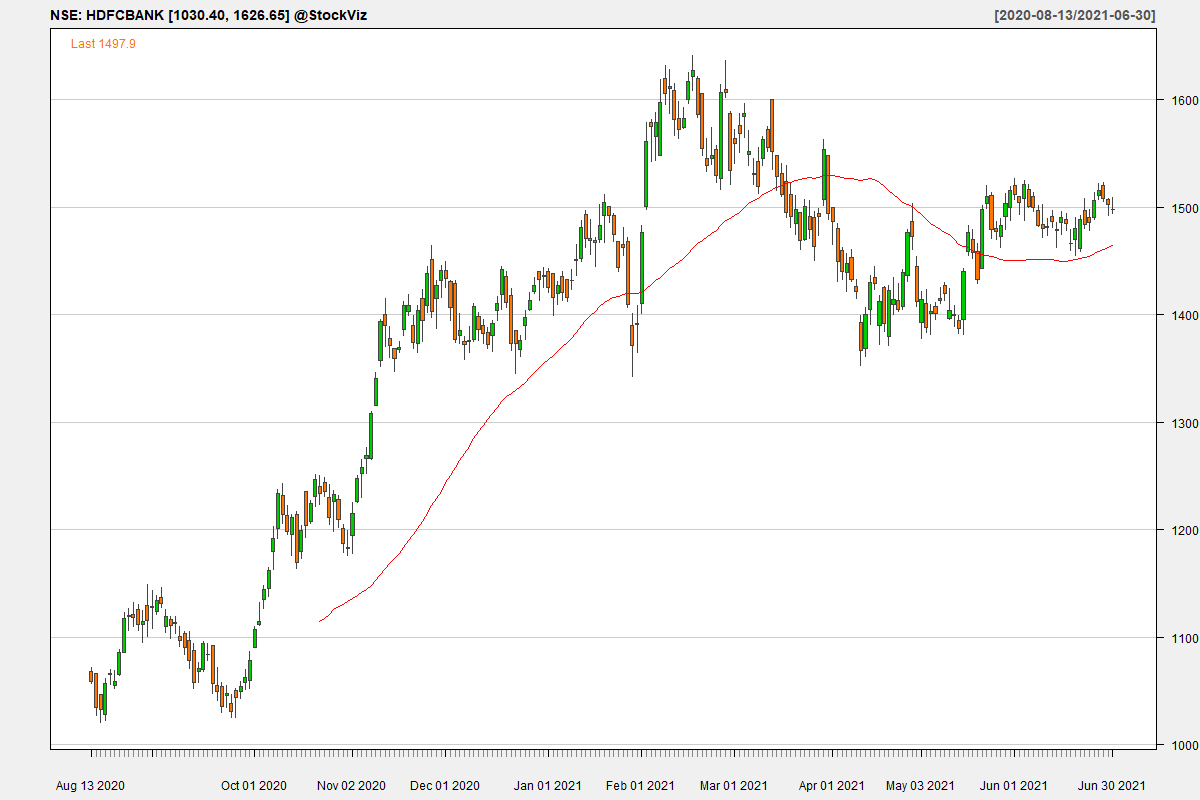 NSE: HDFCBANK [1030.40, 1626.65] @StockViz [2020-08-13/2021-06-30]
Last 1497.9
1600
1500
1400
1300
1200
1100
1000
Aug 13 2020 Oct 01 2020 Nov 02 2020 Dec 01 2020 Jan 01 2021 Feb 01 2021 Mar 01 2021 Apr 01 2021 May 03 2021 Jun 01 2021 Jun 30 2021